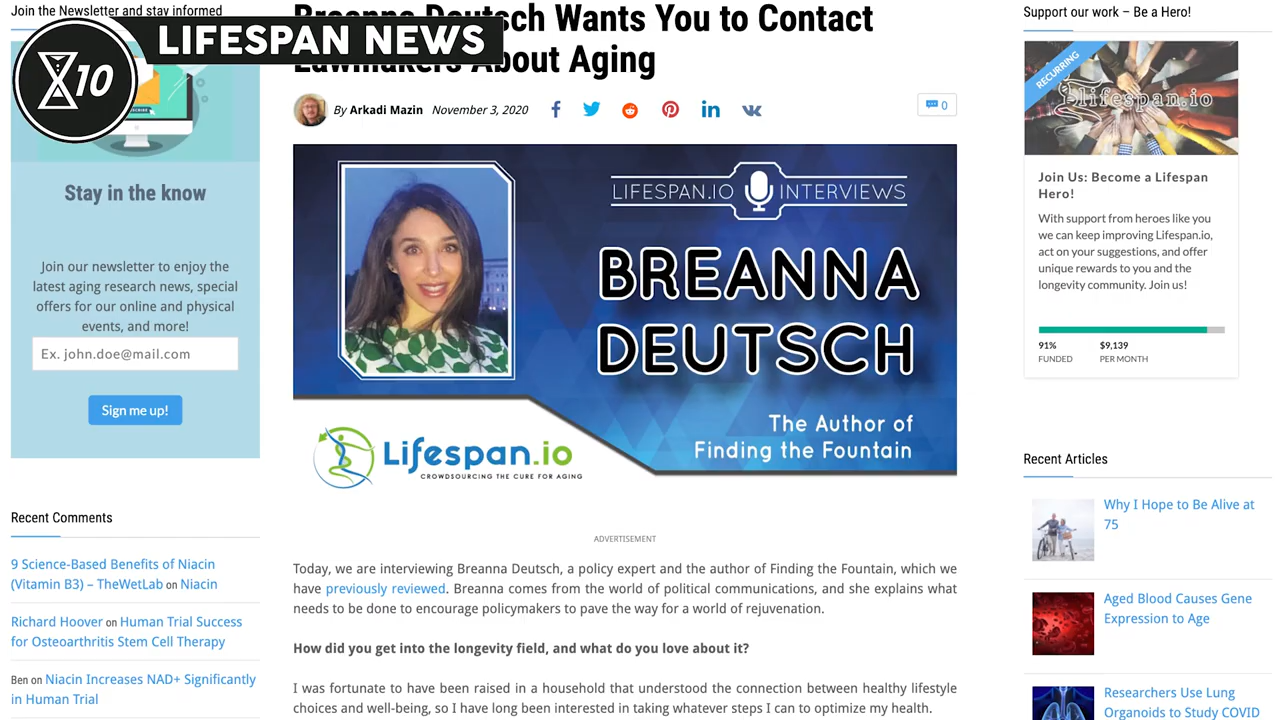 Join the Newsletter and stay informed
X10
LIFESPAN NEWS
Breanna Deutsch Wants You to Contact
Lawmakers About Aging
By Arkadi Mazin November 3, 2020
0
Stay in the know
Join our newsletter to enjoy the
latest aging research news, special
offers for our online and physical
events, and more!
Ex. john.doe@mail.com
Sign me up!
Recent Comments
9 Science-Based Benefits of Niacin
(Vitamin B3) – TheWetLab on Niacin
Richard Hoover on Human Trial Success
for Osteoarthritis Stem Cell Therapy
Ben on Niacin Increases NAD+ Significantly
in Human Trial
LIFESPAN.IO INTERVIEWS
BREANNA
DEUTSCH
The Author of
Finding the Fountain
Lifespan.io
CROWDSOURCING THE CURE FOR AGING
ADVERTISEMENT
Today, we are interviewing Breanna Deutsch, a policy expert and the author of Finding the Fountain, which we
have previously reviewed. Breanna comes from the world of political communications, and she explains what
needs to be done to encourage policymakers to pave the way for a world of rejuvenation.
How did you get into the longevity field, and what do you love about it?
I was fortunate to have been raised in a household that understood the connection between healthy lifestyle
choices and well-being, so I have long been interested in taking whatever steps I can to optimize my health.
Support our work – Be a Hero!
RECURRING
lifespan.io
Join Us: Become a Lifespan
Hero!
With support from heroes like you
we can keep improving Lifespan.io,
act on your suggestions, and offer
unique rewards to you and the
longevity community. Join us!
91% $9,139
FUNDED PER MONTH
Recent Articles
Why I Hope to Be Alive at
75
Aged Blood Causes Gene
Expression to Age
Researchers Use Lung
Organoids to Study COVID